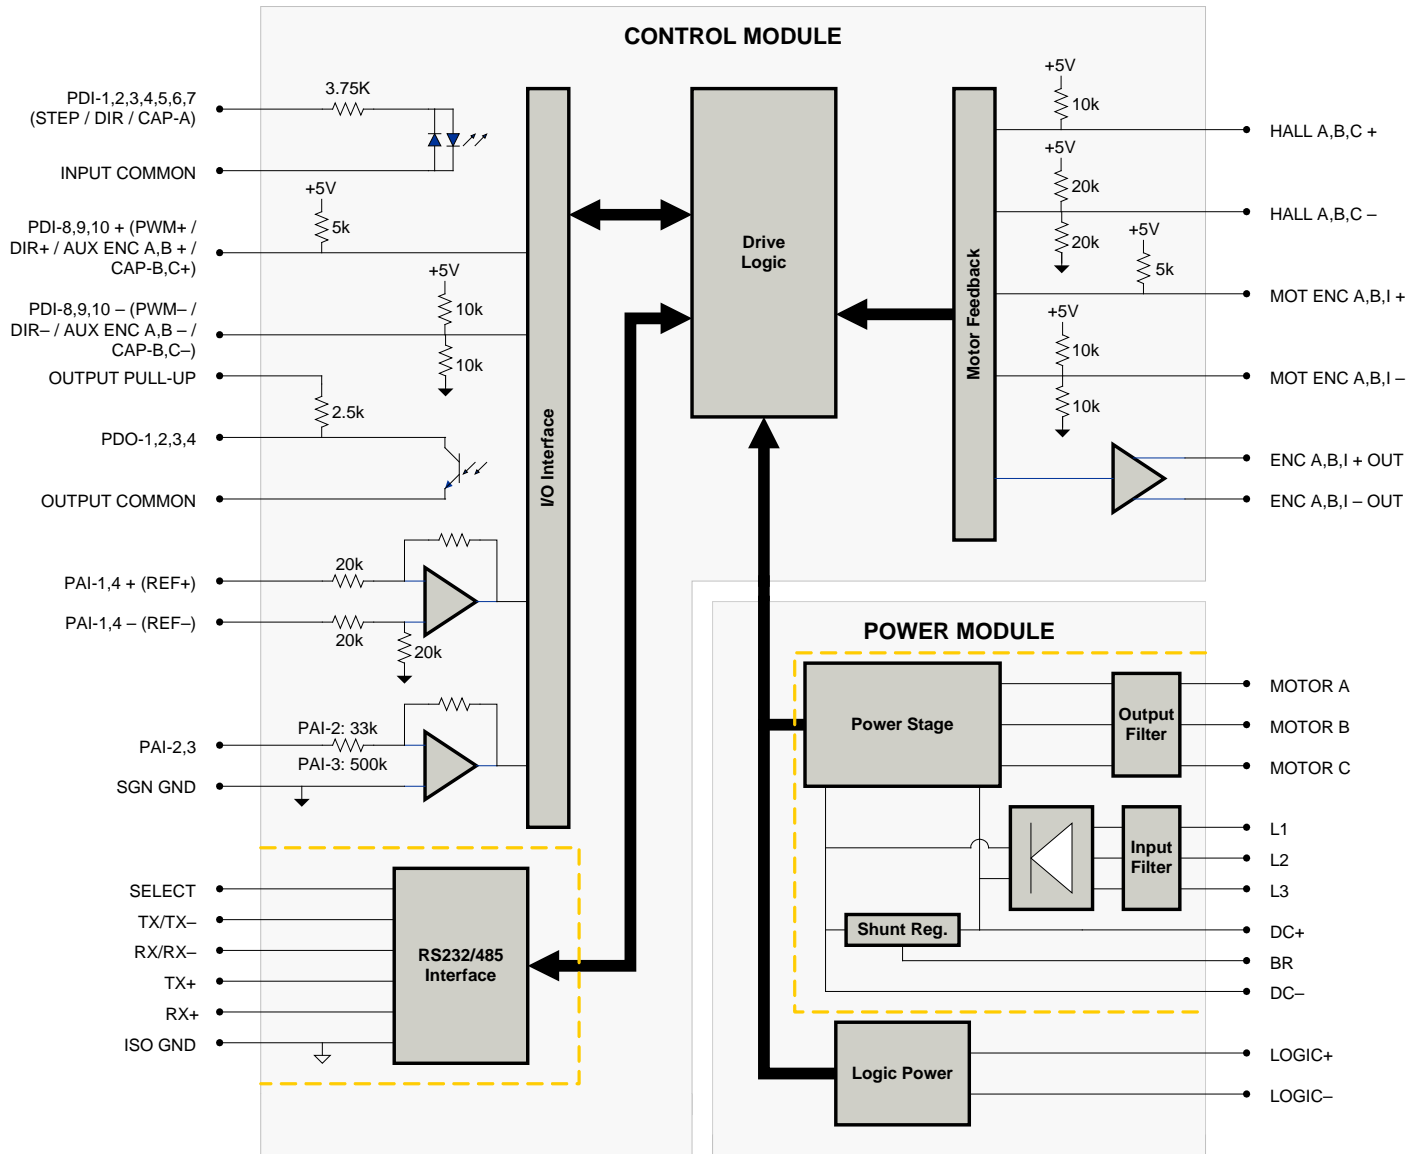 CONTROL MODULE
PDI-1,2,3,4,5,6,7
(STEP / DIR / CAP-A)
3.75K
INPUT COMMON
+5V
5k
PDI-8,9,10 + (PWM+ /
DIR+ / AUX ENC A,B + /
CAP-B,C+)
+5V
10k
10k
PDI-8,9,10 – (PWM– /
DIR– / AUX ENC A,B – /
CAP-B,C–)
OUTPUT PULL-UP
2.5k
PDO-1,2,3,4
OUTPUT COMMON
PAI-1,4 + (REF+)
20k
PAI-1,4 – (REF–)
20k
20k
PAI-2: 33k
PAI-2,3
PAI-3: 500k
SGN GND
I/O Interface
Drive
Logic
Motor Feedback
+5V
10k
HALL A,B,C +
+5V
20k
HALL A,B,C –
20k
+5V
5k
MOT ENC A,B,I +
+5V
10k
MOT ENC A,B,I –
10k
ENC A,B,I + OUT
ENC A,B,I – OUT
SELECT
TX/TX–
RX/RX–
TX+
RX+
ISO GND
RS232/485
Interface
POWER MODULE
Power Stage
Output
Filter
MOTOR A
MOTOR B
MOTOR C
Input
Filter
L1
L2
L3
Shunt Reg.
DC+
BR
DC–
Logic Power
LOGIC+
LOGIC–